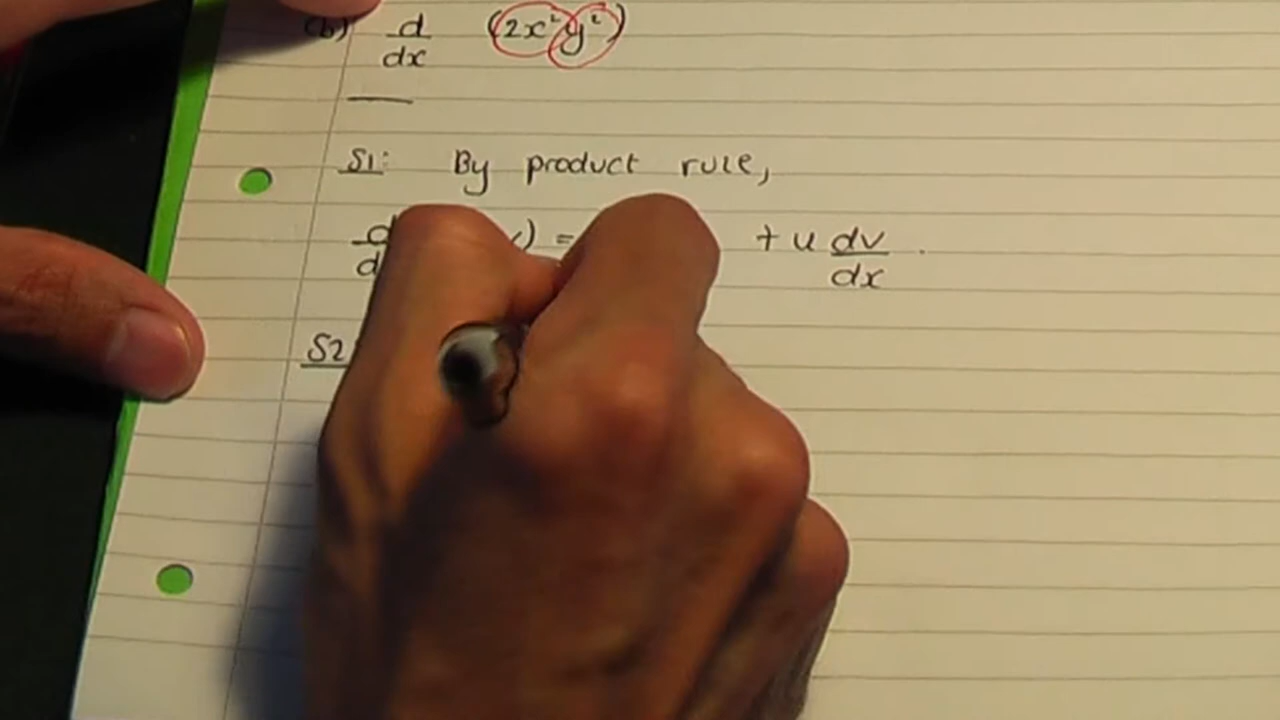 (b) d/dx (2x²y²)
S1: By product rule,
d ) = + u dv/dx .
S2